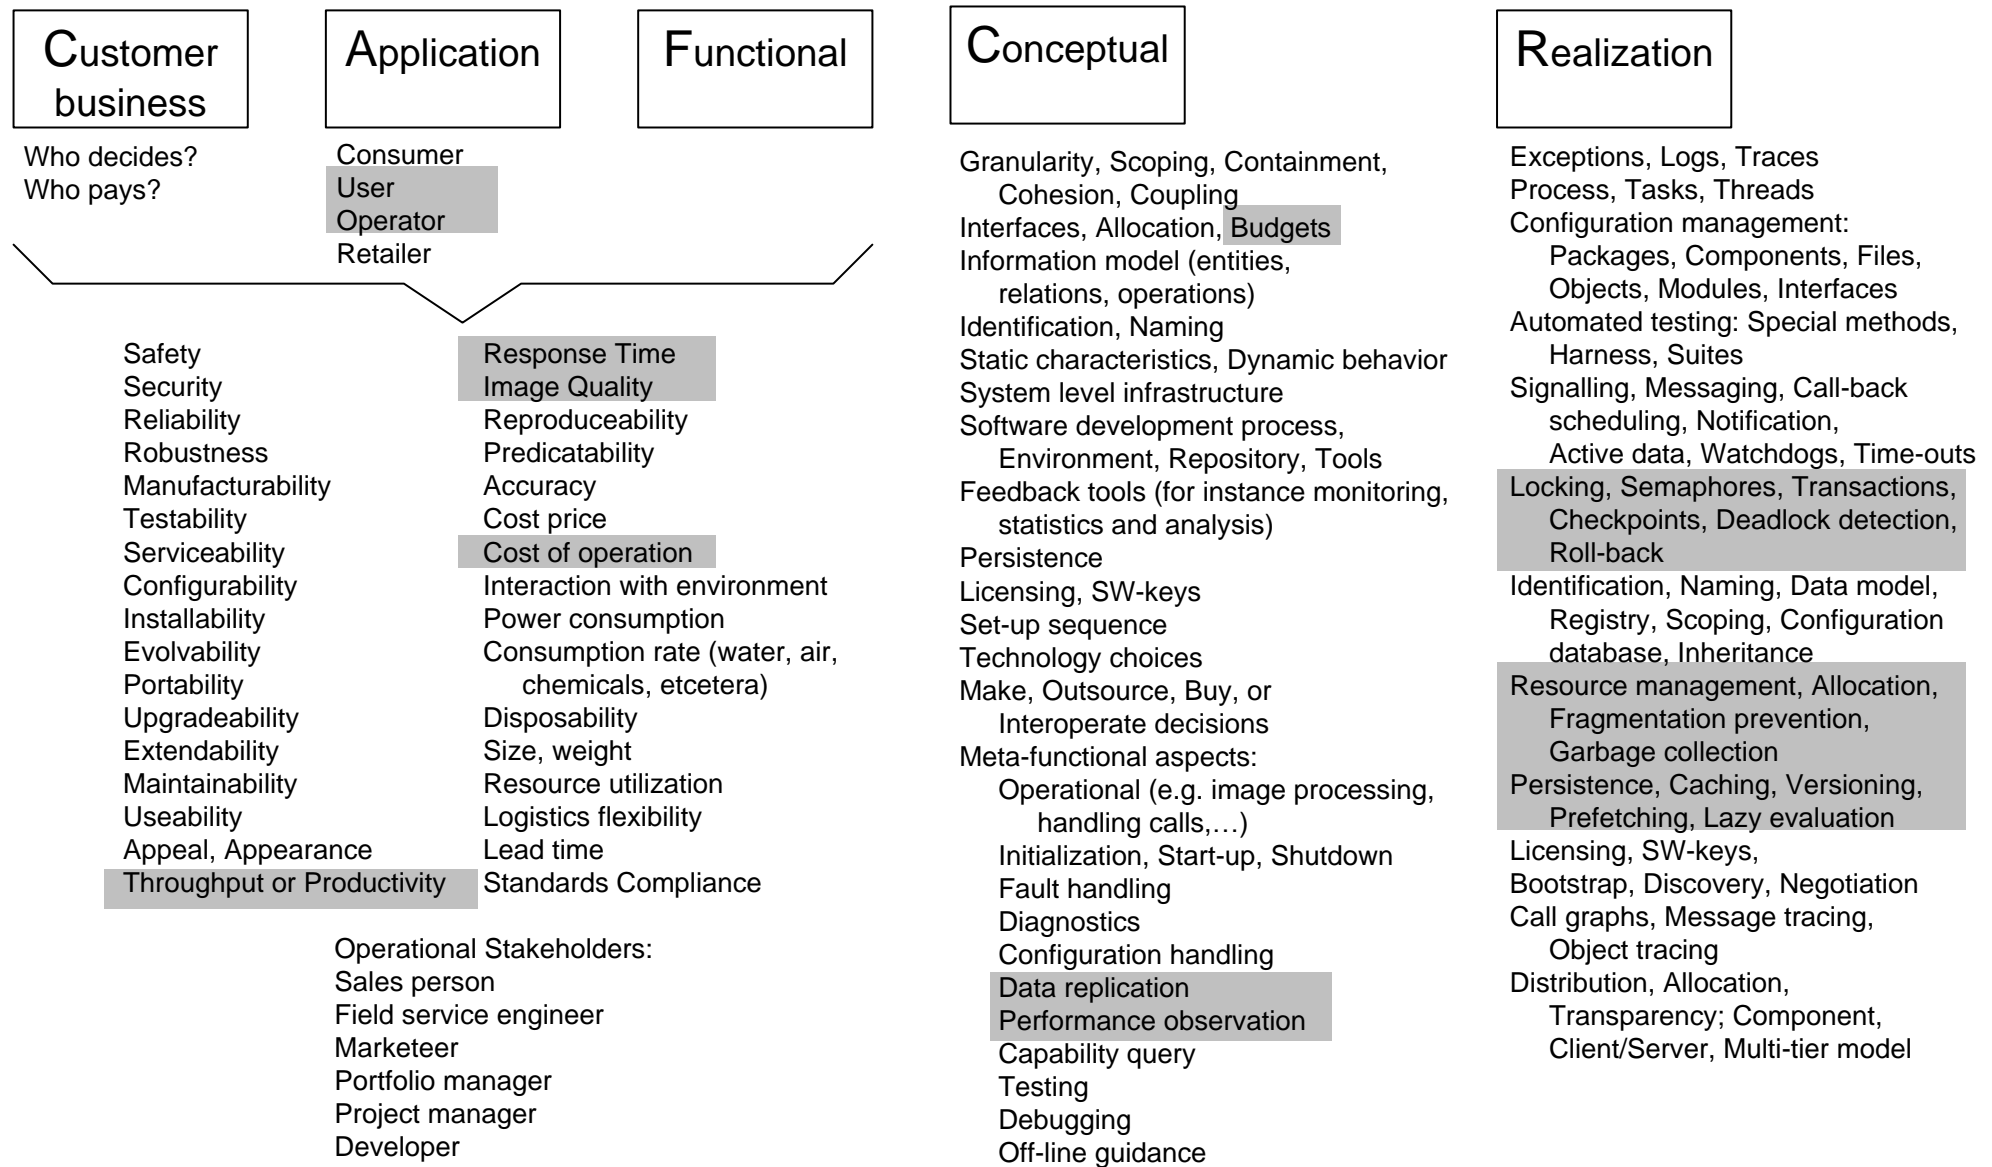 Customer
business
Application
Functional
Conceptual
Realization
Who decides?
Who pays?
Consumer
User
Operator
Retailer
Safety
Security
Reliability
Robustness
Manufacturability
Testability
Serviceability
Configurability
Installability
Evolvability
Portability
Upgradeability
Extendability
Maintainability
Useability
Appeal, Appearance
Throughput or Productivity
Response Time
Image Quality
Reproduceability
Predicatability
Accuracy
Cost price
Cost of operation
Interaction with environment
Power consumption
Consumption rate (water, air,
chemicals, etcetera)
Disposability
Size, weight
Resource utilization
Logistics flexibility
Lead time
Standards Compliance
Operational Stakeholders:
Sales person
Field service engineer
Marketeer
Portfolio manager
Project manager
Developer
Granularity, Scoping, Containment,
Cohesion, Coupling
Interfaces, Allocation, Budgets
Information model (entities,
relations, operations)
Identification, Naming
Static characteristics, Dynamic behavior
System level infrastructure
Software development process,
Environment, Repository, Tools
Feedback tools (for instance monitoring,
statistics and analysis)
Persistence
Licensing, SW-keys
Set-up sequence
Technology choices
Make, Outsource, Buy, or
Interoperate decisions
Meta-functional aspects:
Operational (e.g. image processing,
handling calls,…)
Initialization, Start-up, Shutdown
Fault handling
Diagnostics
Configuration handling
Data replication
Performance observation
Capability query
Testing
Debugging
Off-line guidance
Exceptions, Logs, Traces
Process, Tasks, Threads
Configuration management:
Packages, Components, Files,
Objects, Modules, Interfaces
Automated testing: Special methods,
Harness, Suites
Signalling, Messaging, Call-back
scheduling, Notification,
Active data, Watchdogs, Time-outs
Locking, Semaphores, Transactions,
Checkpoints, Deadlock detection,
Roll-back
Identification, Naming, Data model,
Registry, Scoping, Configuration
database, Inheritance
Resource management, Allocation,
Fragmentation prevention,
Garbage collection
Persistence, Caching, Versioning,
Prefetching, Lazy evaluation
Licensing, SW-keys,
Bootstrap, Discovery, Negotiation
Call graphs, Message tracing,
Object tracing
Distribution, Allocation,
Transparency; Component,
Client/Server, Multi-tier model